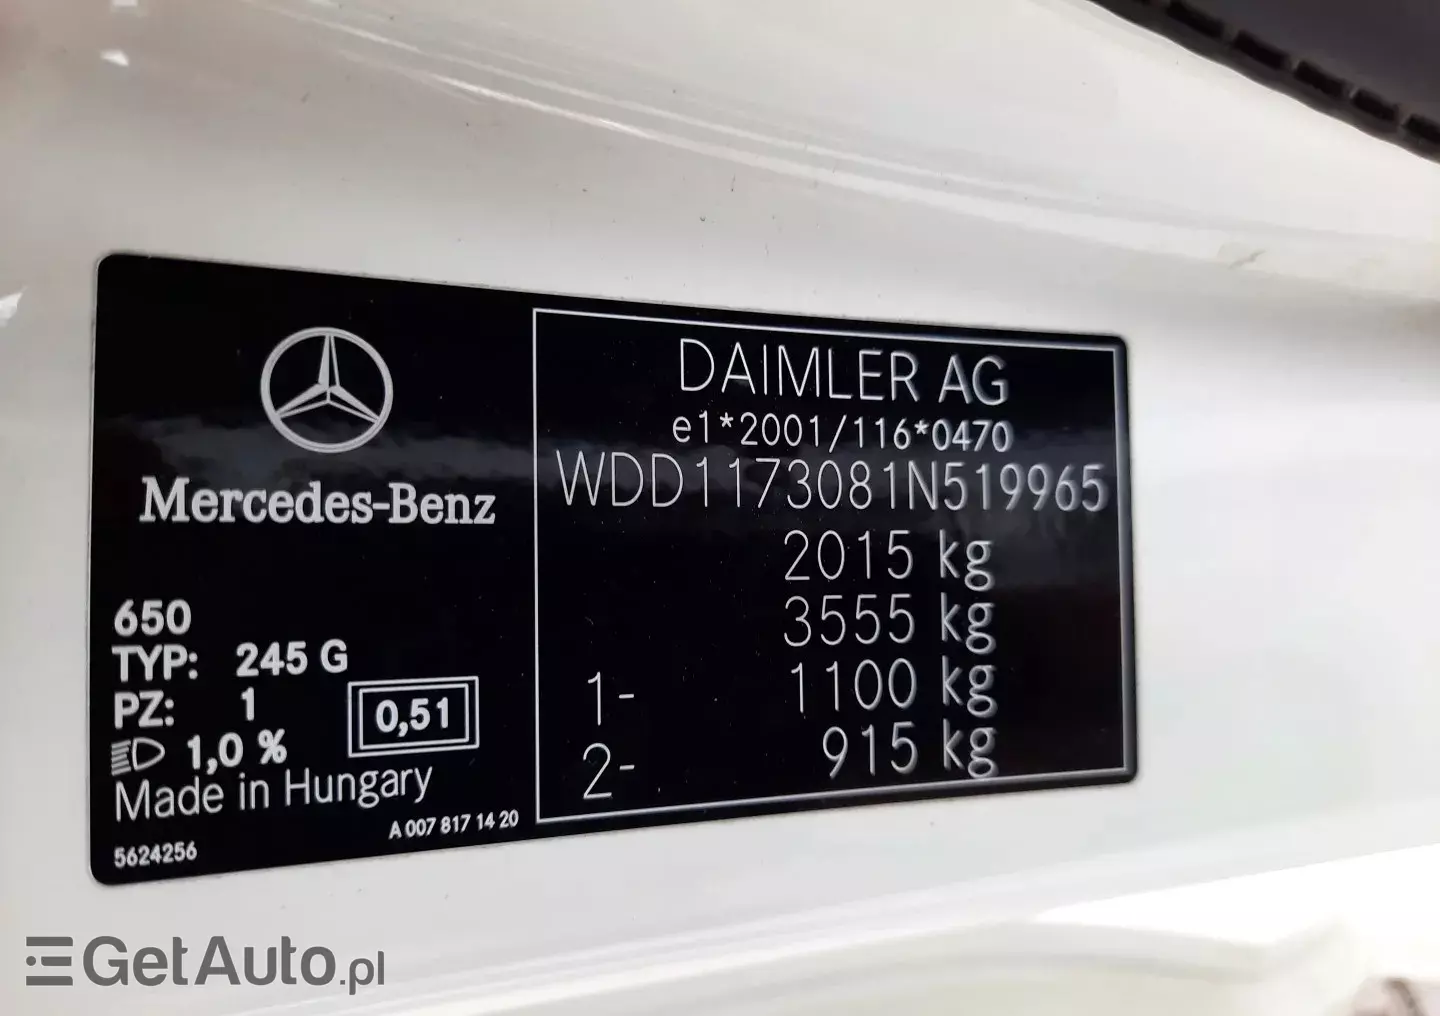 Mercedes-Benz
650
TYP: 245 G
PZ: 1
1,0 %
0,51
Made in Hungary
A 007 817 14 20
5624256
DAIMLER AG
e1*2001/116*0470
WDD1173081N519965
2015 kg
3555 kg
1- 1100 kg
2- 915 kg
GetAuto.pl